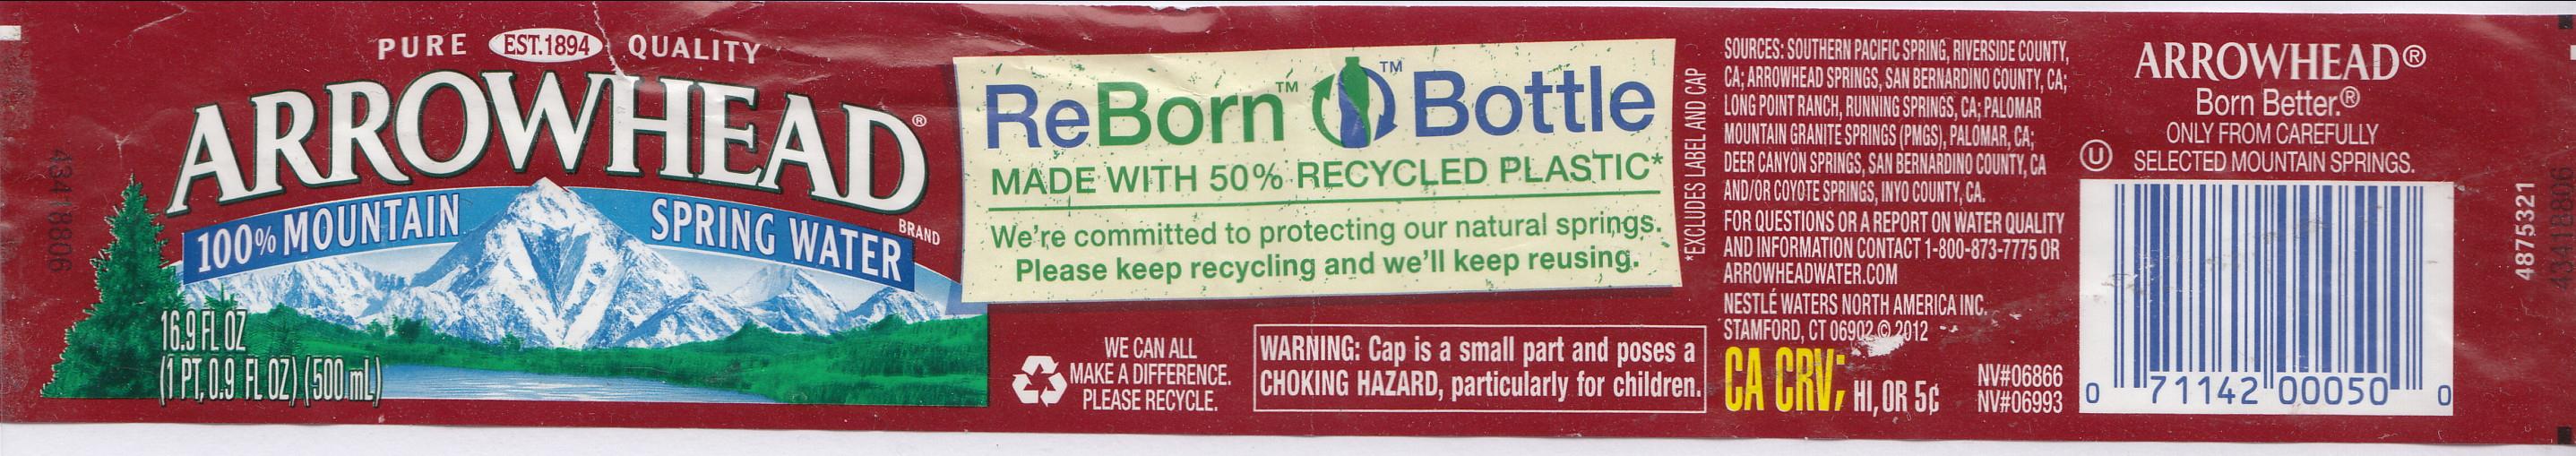 PURE EST.1894 QUALITY
ARROWHEAD®
BRAND
100% MOUNTAIN SPRING WATER
16.9 FL OZ
(1 PT, 0.9 FL OZ) (500 mL)
43418806
ReBorn™ ™ Bottle
MADE WITH 50% RECYCLED PLASTIC*
We're committed to protecting our natural springs.
Please keep recycling and we'll keep reusing.
*EXCLUDES LABEL AND CAP
WE CAN ALL
MAKE A DIFFERENCE.
PLEASE RECYCLE.
WARNING: Cap is a small part and poses a
CHOKING HAZARD, particularly for children.
SOURCES: SOUTHERN PACIFIC SPRING, RIVERSIDE COUNTY,
CA; ARROWHEAD SPRINGS, SAN BERNARDINO COUNTY, CA;
LONG POINT RANCH, RUNNING SPRINGS, CA; PALOMAR
MOUNTAIN GRANITE SPRINGS (PMGS), PALOMAR, CA;
DEER CANYON SPRINGS, SAN BERNARDINO COUNTY, CA
AND/OR COYOTE SPRINGS, INYO COUNTY, CA.
FOR QUESTIONS OR A REPORT ON WATER QUALITY
AND INFORMATION CONTACT 1-800-873-7775 OR
ARROWHEADWATER.COM
NESTLÉ WATERS NORTH AMERICA INC.
STAMFORD, CT 06902 © 2012
CA CRV; HI, OR 5¢
NV#06866
NV#06993
ARROWHEAD®
Born Better.®
ONLY FROM CAREFULLY
SELECTED MOUNTAIN SPRINGS.
U
0 71142 00050 0
4875321
43418806